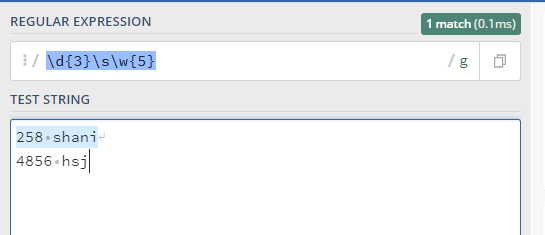 REGULAR EXPRESSION
1 match (0.1ms)
/ \d{3}\s\w{5} / g
TEST STRING
258·shani↵
4856·hsj